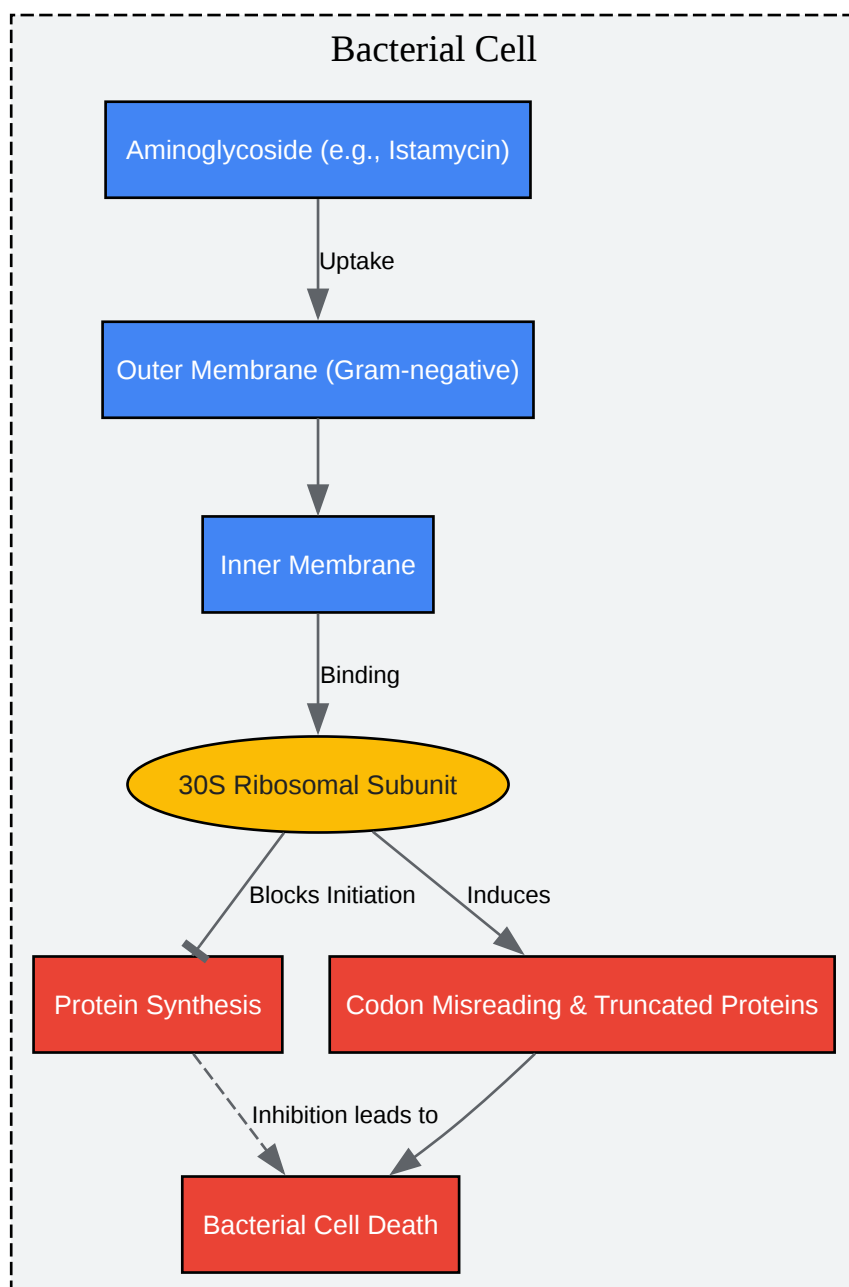 Bacterial Cell
Aminoglycoside (e.g., Istamycin)
Uptake
Outer Membrane (Gram-negative)
Inner Membrane
Binding
30S Ribosomal Subunit
Blocks Initiation
Induces
Protein Synthesis
Codon Misreading & Truncated Proteins
Inhibition leads to
Bacterial Cell Death